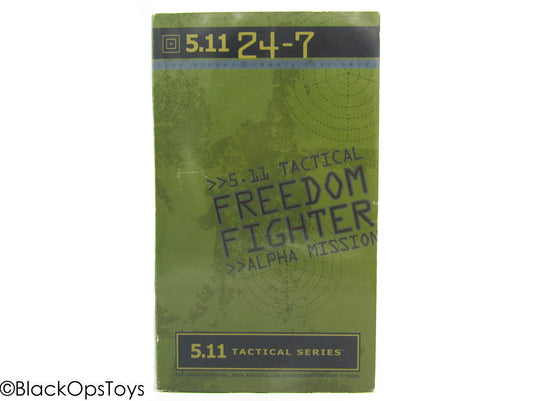 5.11 24-7
>>5.11 TACTICAL
FREEDOM
FIGHTER
>>ALPHA MISSION
5.11 TACTICAL SERIES
©BlackOpsToys